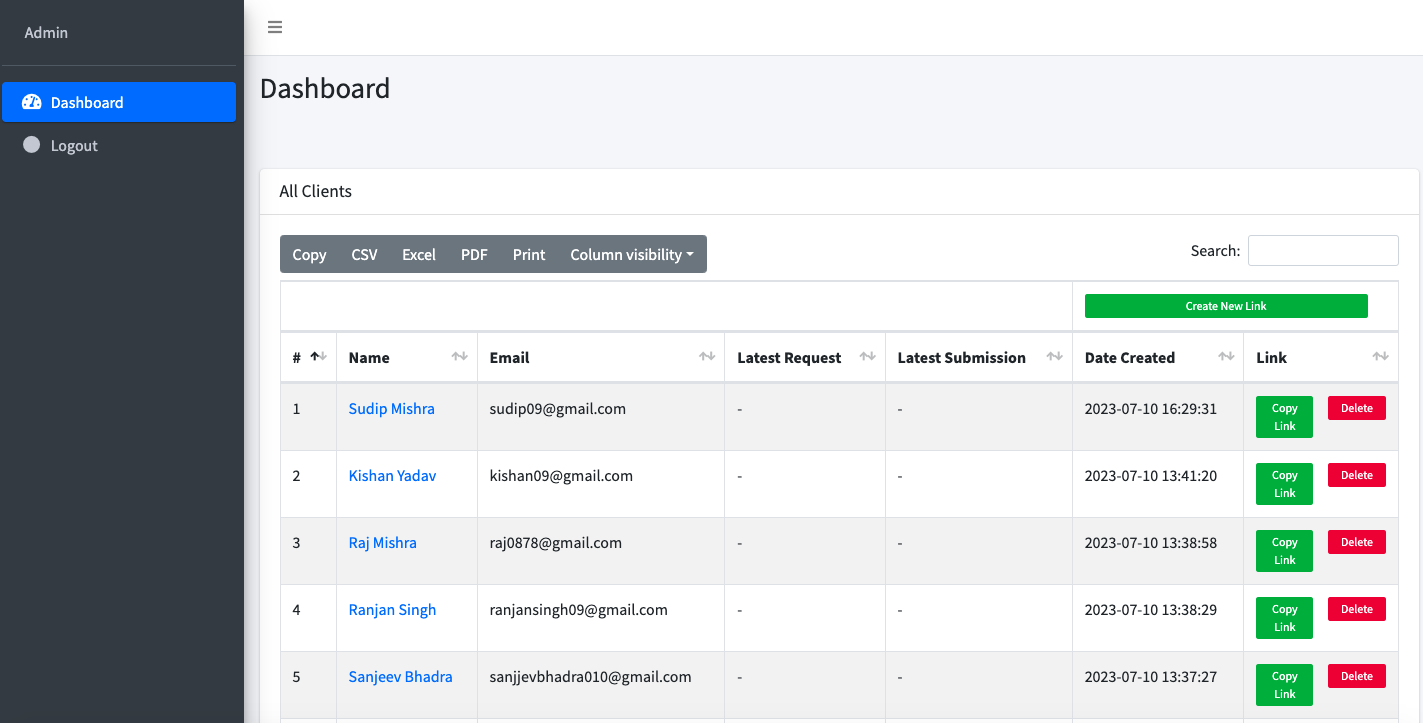 Admin
Dashboard
Logout
Dashboard
All Clients
Copy CSV Excel PDF Print Column visibility
Search:
Create New Link
# Name Email Latest Request Latest Submission Date Created Link
1 Sudip Mishra sudip09@gmail.com - - 2023-07-10 16:29:31 Copy Link Delete
2 Kishan Yadav kishan09@gmail.com - - 2023-07-10 13:41:20 Copy Link Delete
3 Raj Mishra raj0878@gmail.com - - 2023-07-10 13:38:58 Copy Link Delete
4 Ranjan Singh ranjansingh09@gmail.com - - 2023-07-10 13:38:29 Copy Link Delete
5 Sanjeev Bhadra sanjjevbhadra010@gmail.com - - 2023-07-10 13:37:27 Copy Link Delete